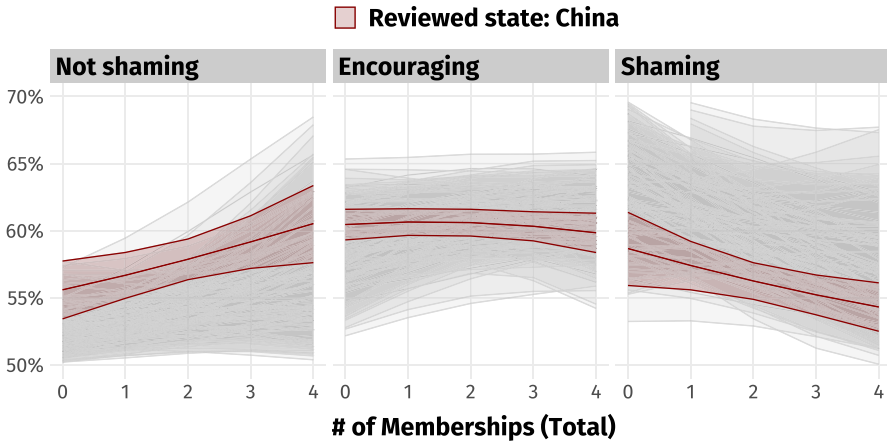 Reviewed state: China
Not shaming
Encouraging
Shaming
70%
65%
60%
55%
50%
0 1 2 3 4 0 1 2 3 4 0 1 2 3 4
# of Memberships (Total)